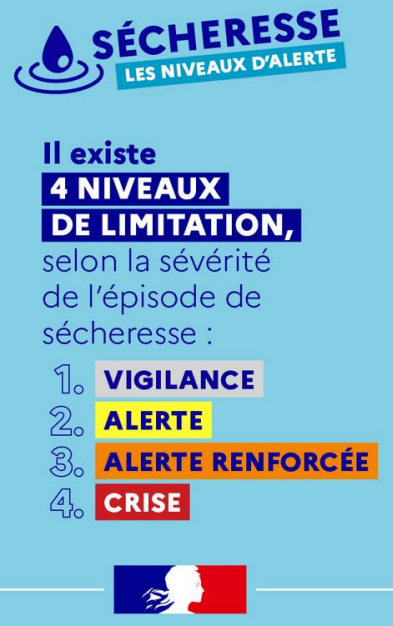 SÉCHERESSE
LES NIVEAUX D'ALERTE
Il existe
4 NIVEAUX
DE LIMITATION,
selon la sévérité
de l'épisode de
sécheresse :
1. VIGILANCE
2. ALERTE
3. ALERTE RENFORCÉE
4. CRISE